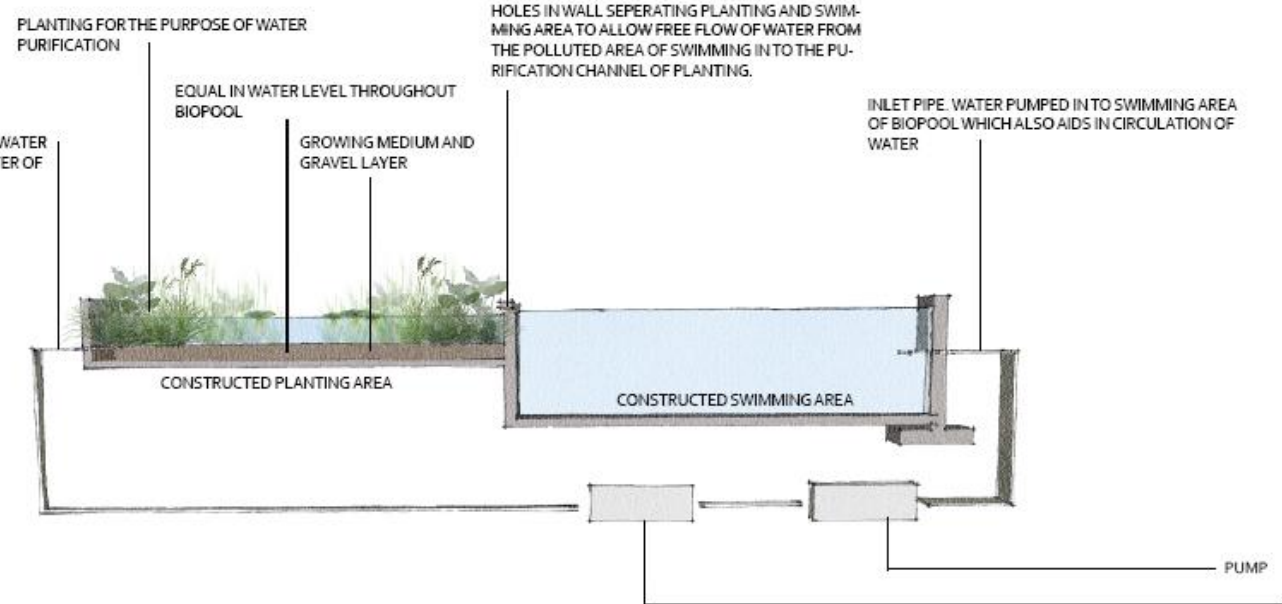 PLANTING FOR THE PURPOSE OF WATER
PURIFICATION
HOLES IN WALL SEPERATING PLANTING AND SWIM-
MING AREA TO ALLOW FREE FLOW OF WATER FROM
THE POLLUTED AREA OF SWIMMING IN TO THE PU-
RIFICATION CHANNEL OF PLANTING.
EQUAL IN WATER LEVEL THROUGHOUT
BIOPOOL
INLET PIPE. WATER PUMPED IN TO SWIMMING AREA
OF BIOPOOL WHICH ALSO AIDS IN CIRCULATION OF
WATER
WATER
ER OF
GROWING MEDIUM AND
GRAVEL LAYER
CONSTRUCTED PLANTING AREA
CONSTRUCTED SWIMMING AREA
PUMP